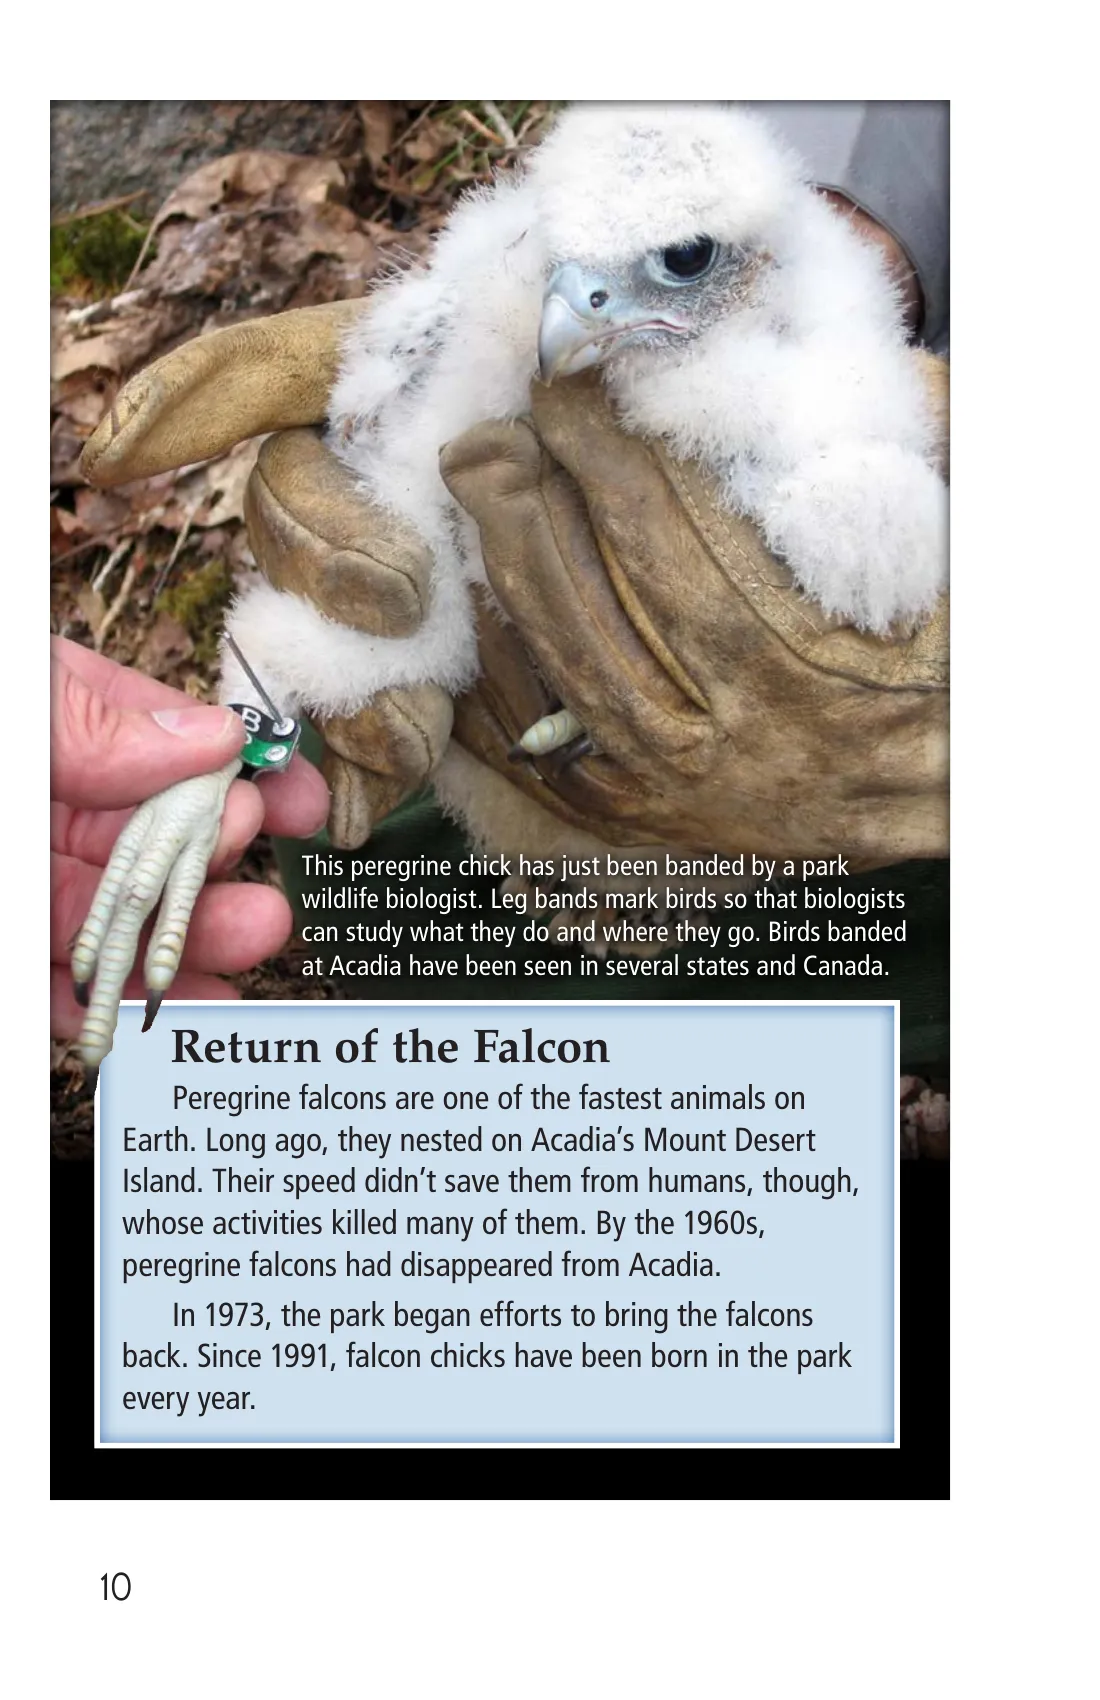 B
This peregrine chick has just been banded by a park
wildlife biologist. Leg bands mark birds so that biologists
can study what they do and where they go. Birds banded
at Acadia have been seen in several states and Canada.
Return of the Falcon
Peregrine falcons are one of the fastest animals on
Earth. Long ago, they nested on Acadia’s Mount Desert
Island. Their speed didn’t save them from humans, though,
whose activities killed many of them. By the 1960s,
peregrine falcons had disappeared from Acadia.
In 1973, the park began efforts to bring the falcons
back. Since 1991, falcon chicks have been born in the park
every year.
10